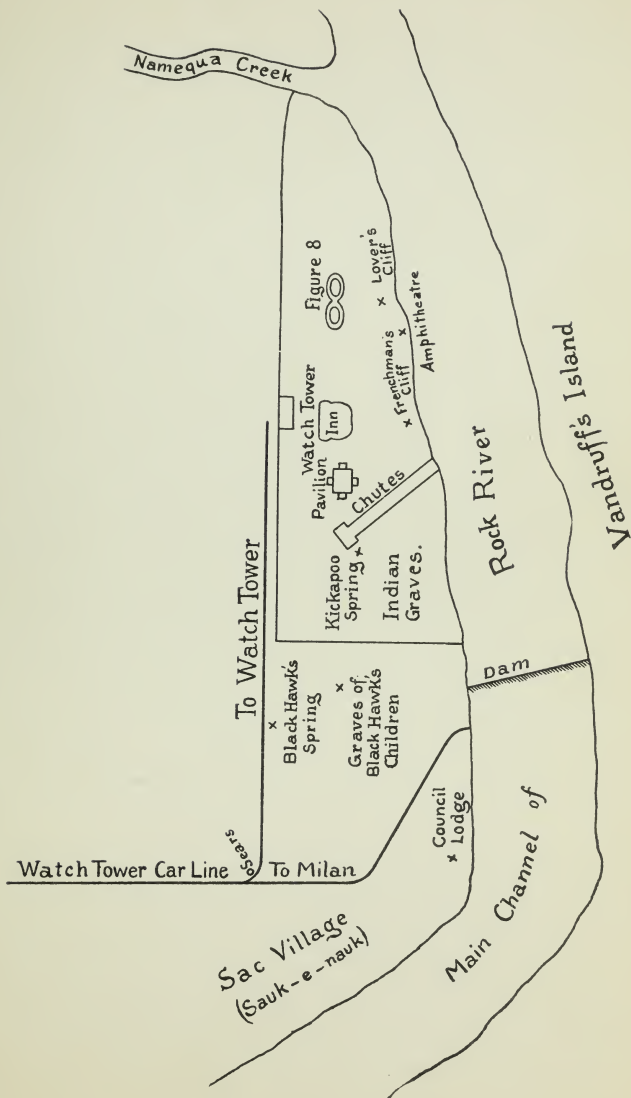 Namequa Creek
Figure 8
Lover's
Cliff
Frenchman's
Cliff
Amphitheatre
Watch Tower
Inn
Pavilion
Chutes
Rock River
Vandruff's Island
Kickapoo
Spring
Indian
Graves.
To Watch Tower
Dam
Black Hawk's
Spring
Graves of
Black Hawk's
Children
Council
Lodge
Sears
Watch Tower Car Line
To Milan
Main Channel of
Sac Village
(Sauk-e-nauk)